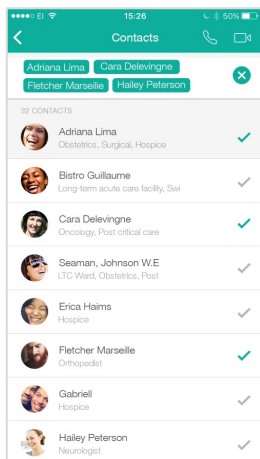 EI 15:26 50%
Contacts
Adriana Lima Cara Delevingne
Fletcher Marseilie Hailey Peterson
32 CONTACTS
Adriana Lima
Obstetrics, Surgical, Hospice
Bistro Guillaume
Long-term acute care facility, Swi
Cara Delevingne
Oncology, Post critical care
Seaman, Johnson W.E
LTC Ward, Obstetrics, Post
Erica Haims
Hospice
Fletcher Marseille
Orthopedist
Gabriell
Hospice
Hailey Peterson
Neurologist